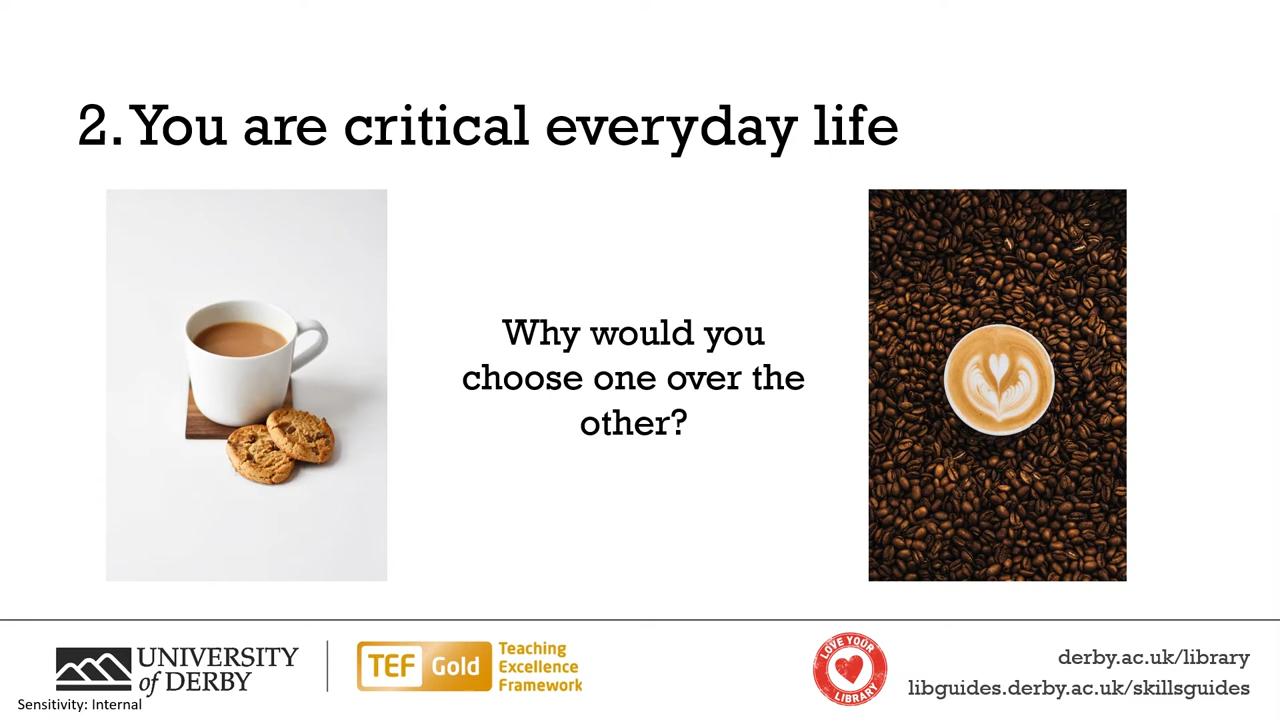 2. You are critical everyday life
Why would you
choose one over the
other?
UNIVERSITY
of DERBY
TEF Gold
Teaching
Excellence
Framework
LOVE YOUR
LIBRARY
derby.ac.uk/library
libguides.derby.ac.uk/skillsguides
Sensitivity: Internal